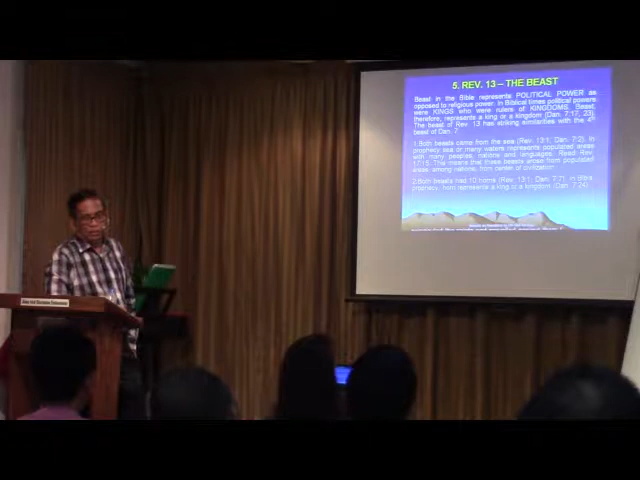 5. REV. 13 – THE BEAST
Beast in the Bible represents POLITICAL POWER as
opposed to religious power. In Biblical times political powers
were KINGS who were rulers of KINGDOMS. Beast,
therefore, represents a king or a kingdom (Dan. 7:17, 23).
The beast of Rev. 13 has striking similarities with the 4th
beast of Dan. 7
1.Both beasts came from the sea (Rev. 13:1; Dan. 7:2). In
prophecy sea or many waters represents populated areas
with many peoples, nations and languages. Read Rev.
17:15. This means that these beasts arose from populated
areas, among nations, from center of civilization.
2.Both beasts had 10 horns (Rev. 13:1; Dan. 7:7). In Bible
prophecy, horn represents a king or a kingdom (Dan. 7:24)